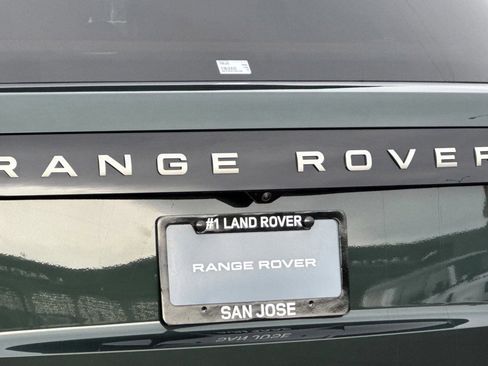 RANGE ROVER
#1 LAND ROVER
RANGE ROVER
SAN JOSE